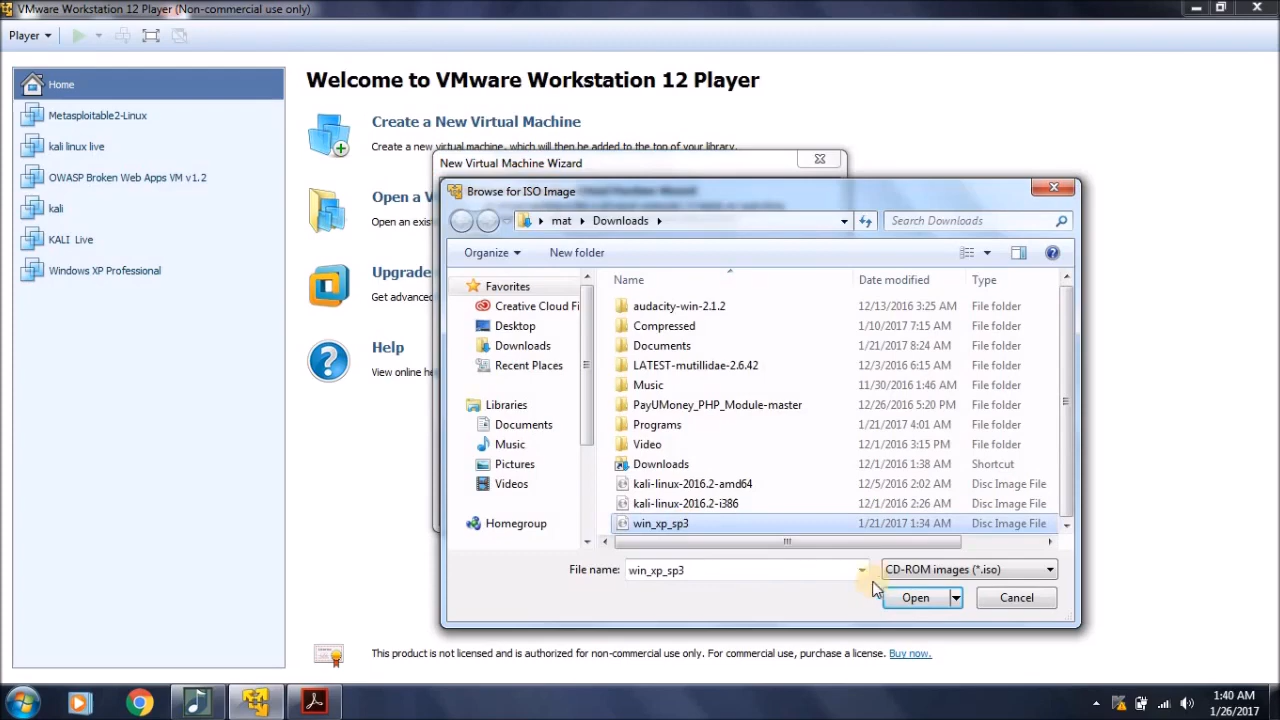 VMware Workstation 12 Player (Non-commercial use only)
Player
Home
Metasploitable2-Linux
kali linux live
OWASP Broken Web Apps VM v1.2
kali
KALI Live
Windows XP Professional
Welcome to VMware Workstation 12 Player
Create a New Virtual Machine
Create a new virtual machine, which will then be added to the top of your library.
Open a V
Open an exis
Upgrade
Get advanced
Help
View online he
New Virtual Machine Wizard
Browse for ISO Image
mat Downloads
Search Downloads
Organize New folder
Favorites
Creative Cloud Fi
Desktop
Downloads
Recent Places
Libraries
Documents
Music
Pictures
Videos
Homegroup
Name Date modified Type
audacity-win-2.1.2 12/13/2016 3:25 AM File folder
Compressed 1/10/2017 7:15 AM File folder
Documents 1/21/2017 8:24 AM File folder
LATEST-mutillidae-2.6.42 12/3/2016 6:15 AM File folder
Music 11/30/2016 1:46 AM File folder
PayUMoney_PHP_Module-master 12/26/2016 5:20 PM File folder
Programs 1/21/2017 4:01 AM File folder
Video 12/1/2016 3:15 PM File folder
Downloads 12/1/2016 1:38 AM Shortcut
kali-linux-2016.2-amd64 12/5/2016 2:02 AM Disc Image File
kali-linux-2016.2-i386 12/1/2016 2:26 AM Disc Image File
win_xp_sp3 1/21/2017 1:34 AM Disc Image File
File name: win_xp_sp3 CD-ROM images (*.iso)
Open Cancel
This product is not licensed and is authorized for non-commercial use only. For commercial use, purchase a license. Buy now.
1:40 AM
1/26/2017